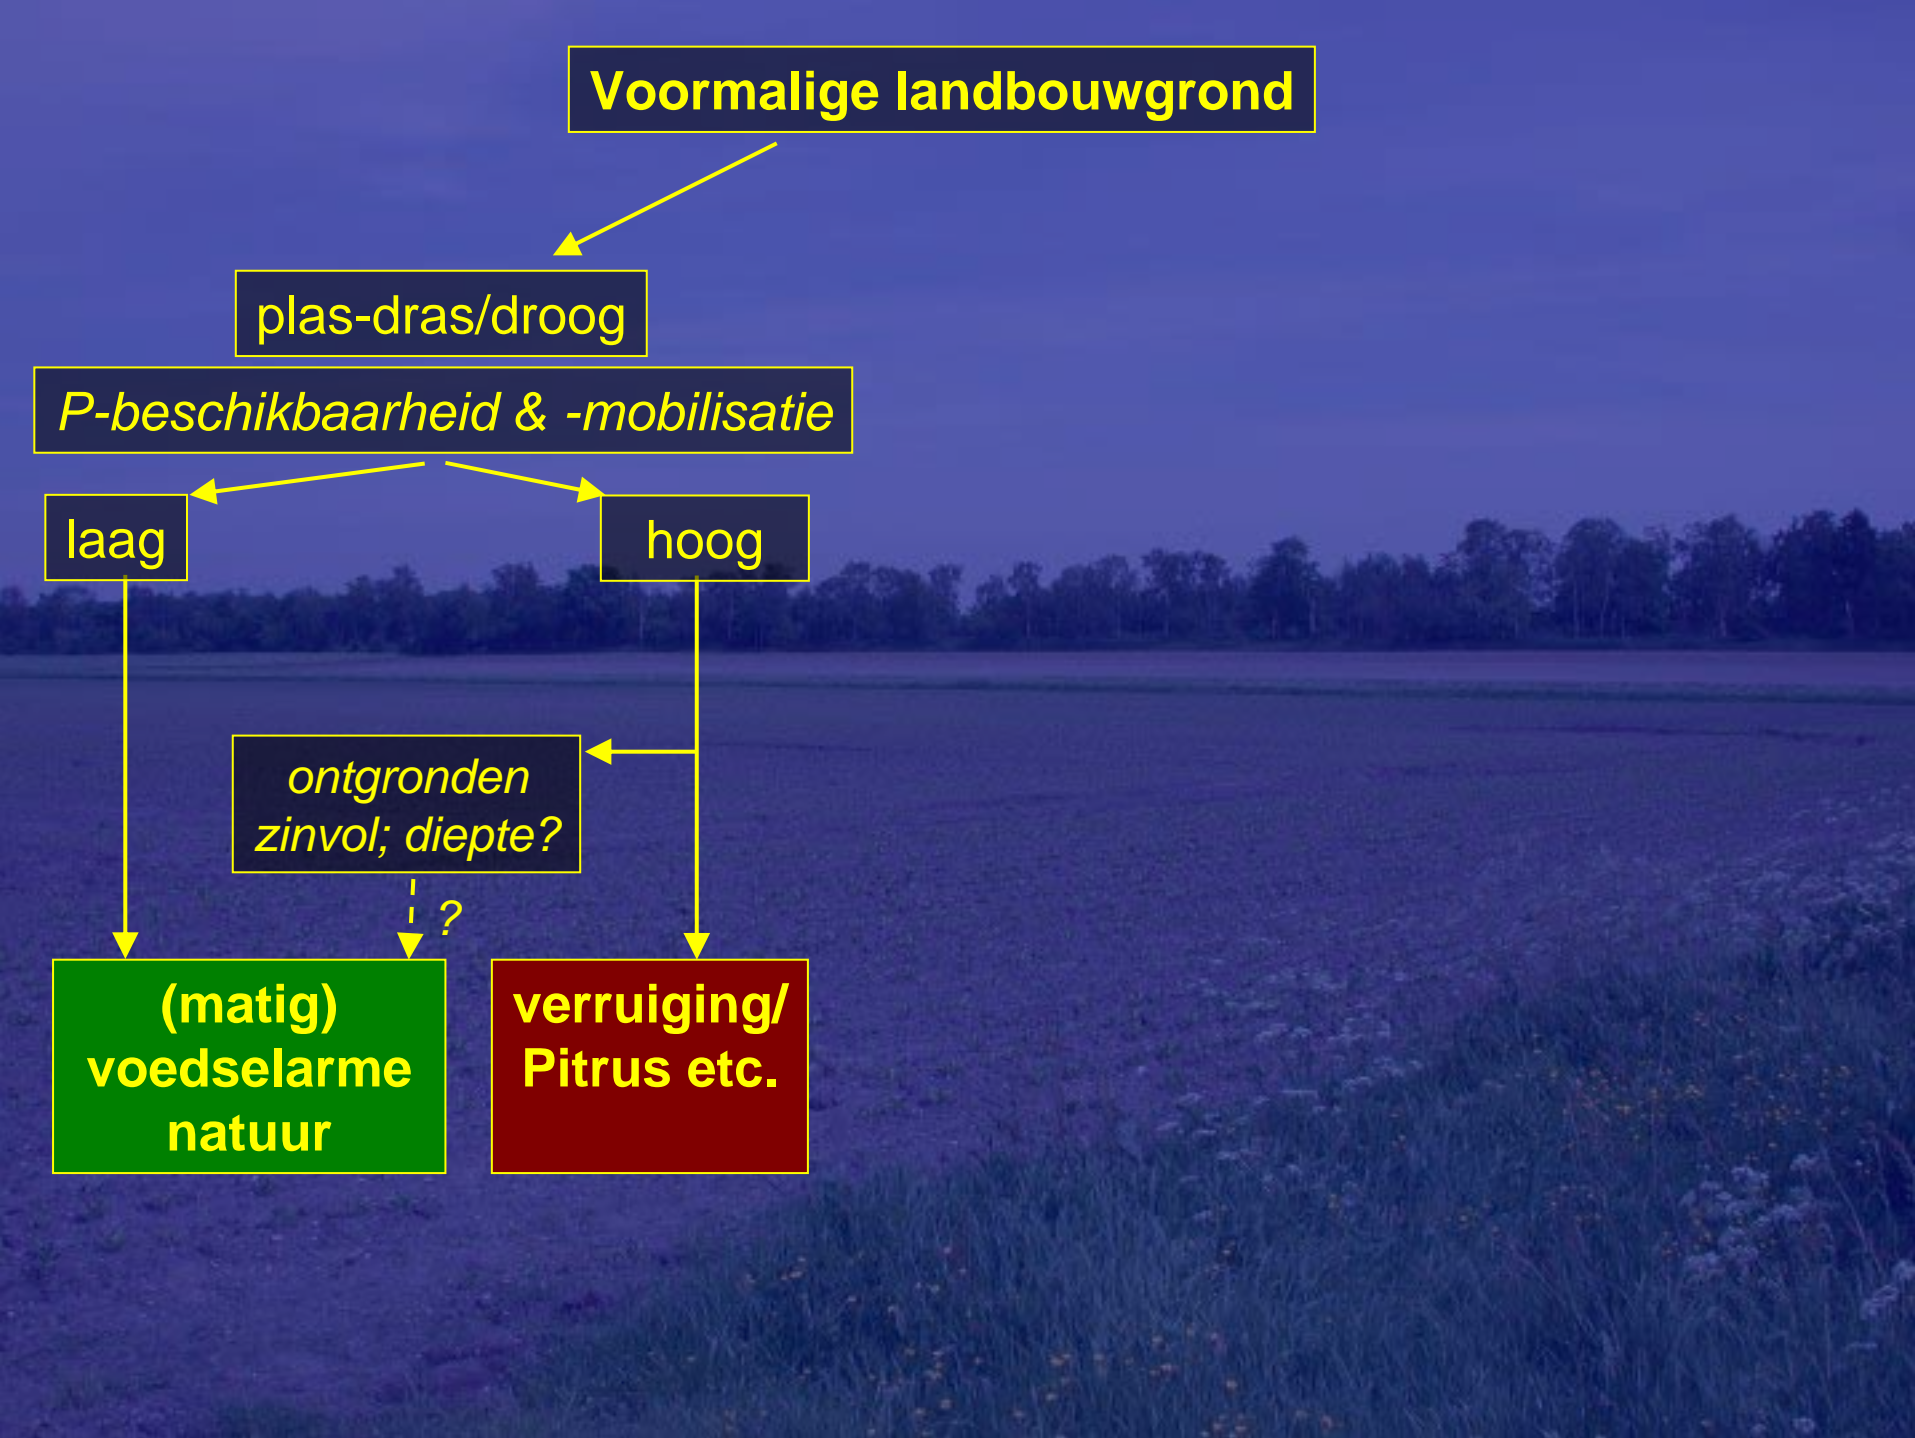 Voormalige landbouwgrond
plas-dras/droog
P-beschikbaarheid & -mobilisatie
laag
hoog
ontgronden
zinvol; diepte?
?
(matig)
voedselarme
natuur
verruiging/
Pitrus etc.